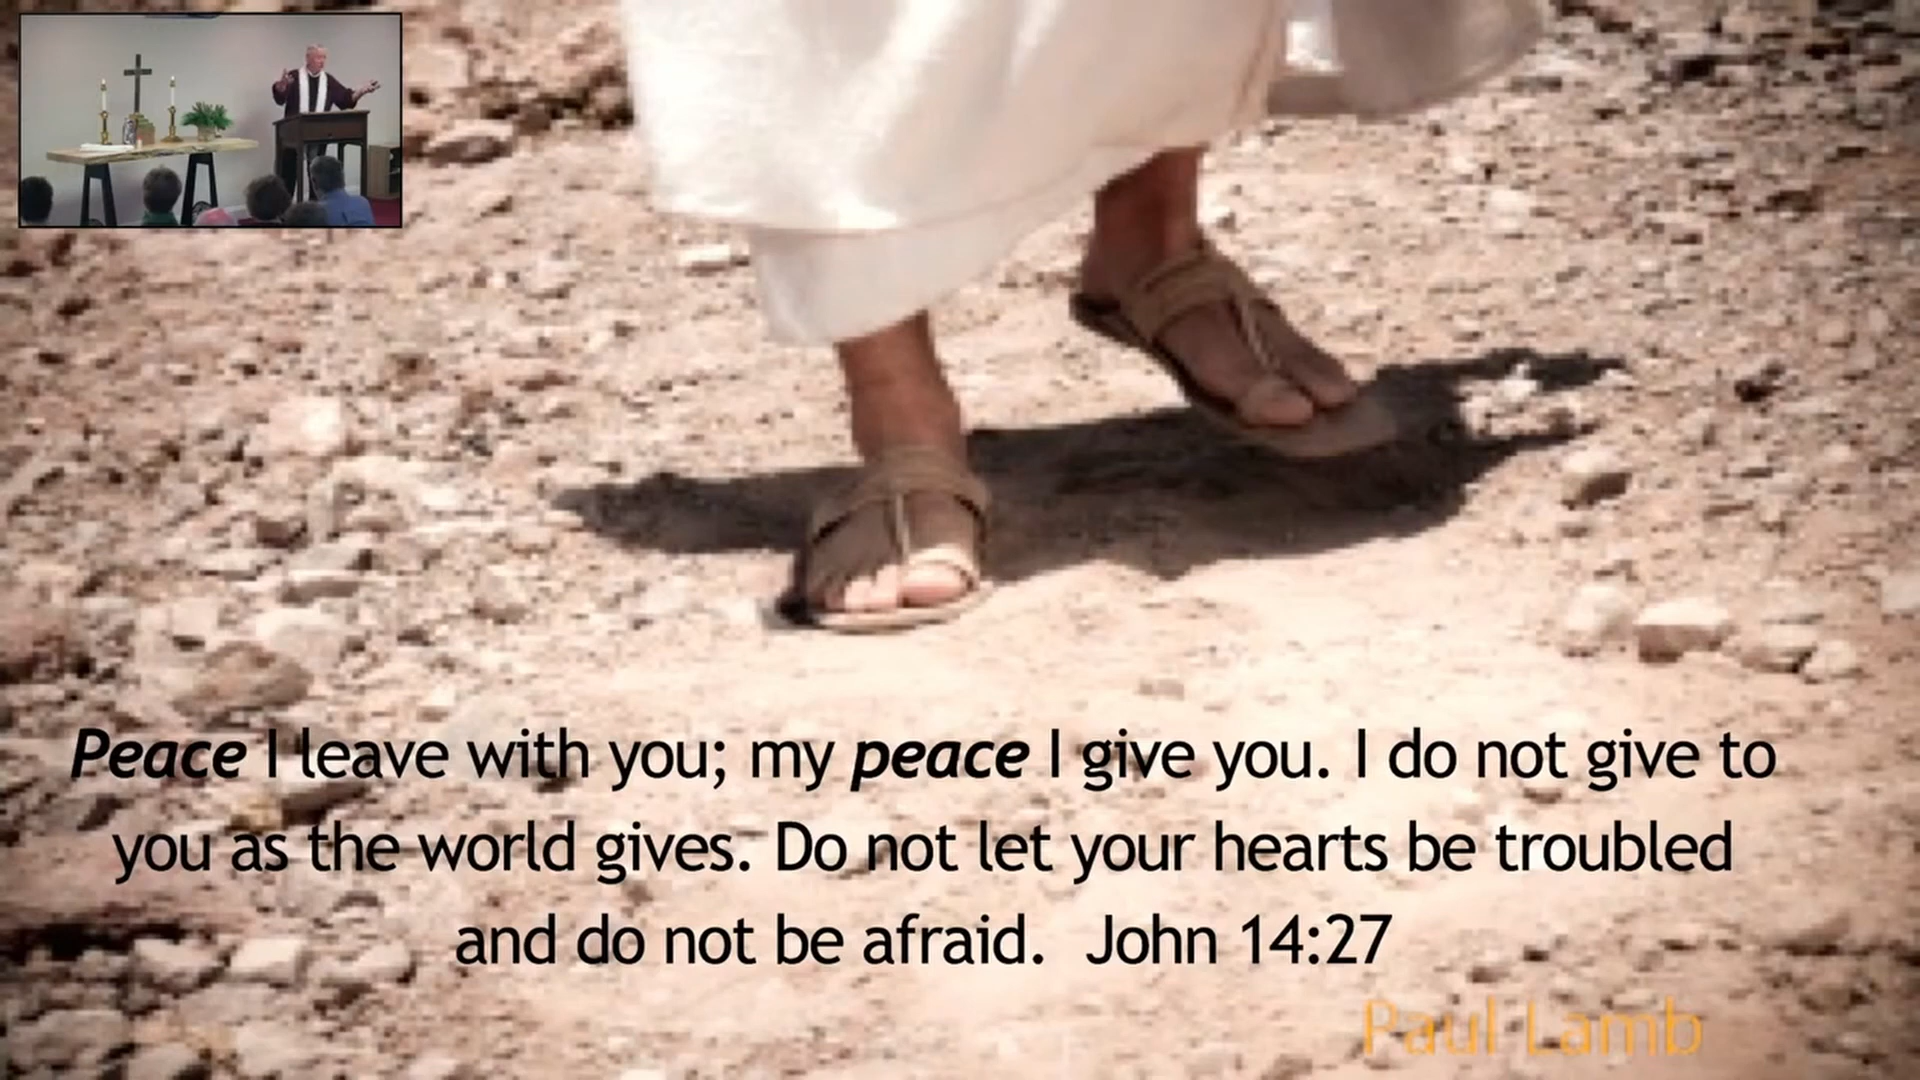 Peace I leave with you; my peace I give you. I do not give to
you as the world gives. Do not let your hearts be troubled
and do not be afraid.  John 14:27
Paul Lamb